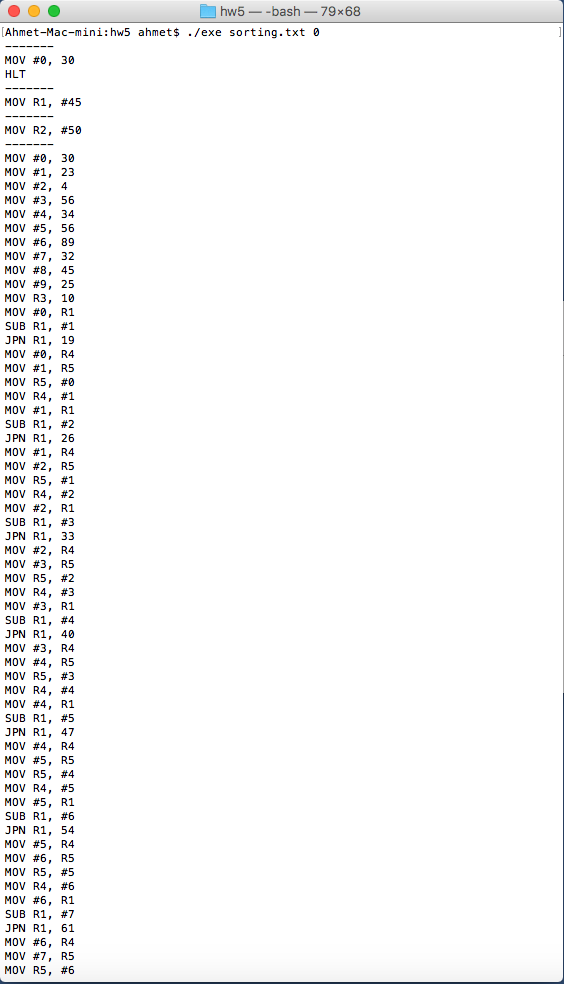 hw5 — -bash — 79×68
[Ahmet-Mac-mini:hw5 ahmet$ ./exe sorting.txt 0 ]
-------
MOV #0, 30
HLT
-------
MOV R1, #45
-------
MOV R2, #50
-------
MOV #0, 30
MOV #1, 23
MOV #2, 4
MOV #3, 56
MOV #4, 34
MOV #5, 56
MOV #6, 89
MOV #7, 32
MOV #8, 45
MOV #9, 25
MOV R3, 10
MOV #0, R1
SUB R1, #1
JPN R1, 19
MOV #0, R4
MOV #1, R5
MOV R5, #0
MOV R4, #1
MOV #1, R1
SUB R1, #2
JPN R1, 26
MOV #1, R4
MOV #2, R5
MOV R5, #1
MOV R4, #2
MOV #2, R1
SUB R1, #3
JPN R1, 33
MOV #2, R4
MOV #3, R5
MOV R5, #2
MOV R4, #3
MOV #3, R1
SUB R1, #4
JPN R1, 40
MOV #3, R4
MOV #4, R5
MOV R5, #3
MOV R4, #4
MOV #4, R1
SUB R1, #5
JPN R1, 47
MOV #4, R4
MOV #5, R5
MOV R5, #4
MOV R4, #5
MOV #5, R1
SUB R1, #6
JPN R1, 54
MOV #5, R4
MOV #6, R5
MOV R5, #5
MOV R4, #6
MOV #6, R1
SUB R1, #7
JPN R1, 61
MOV #6, R4
MOV #7, R5
MOV R5, #6